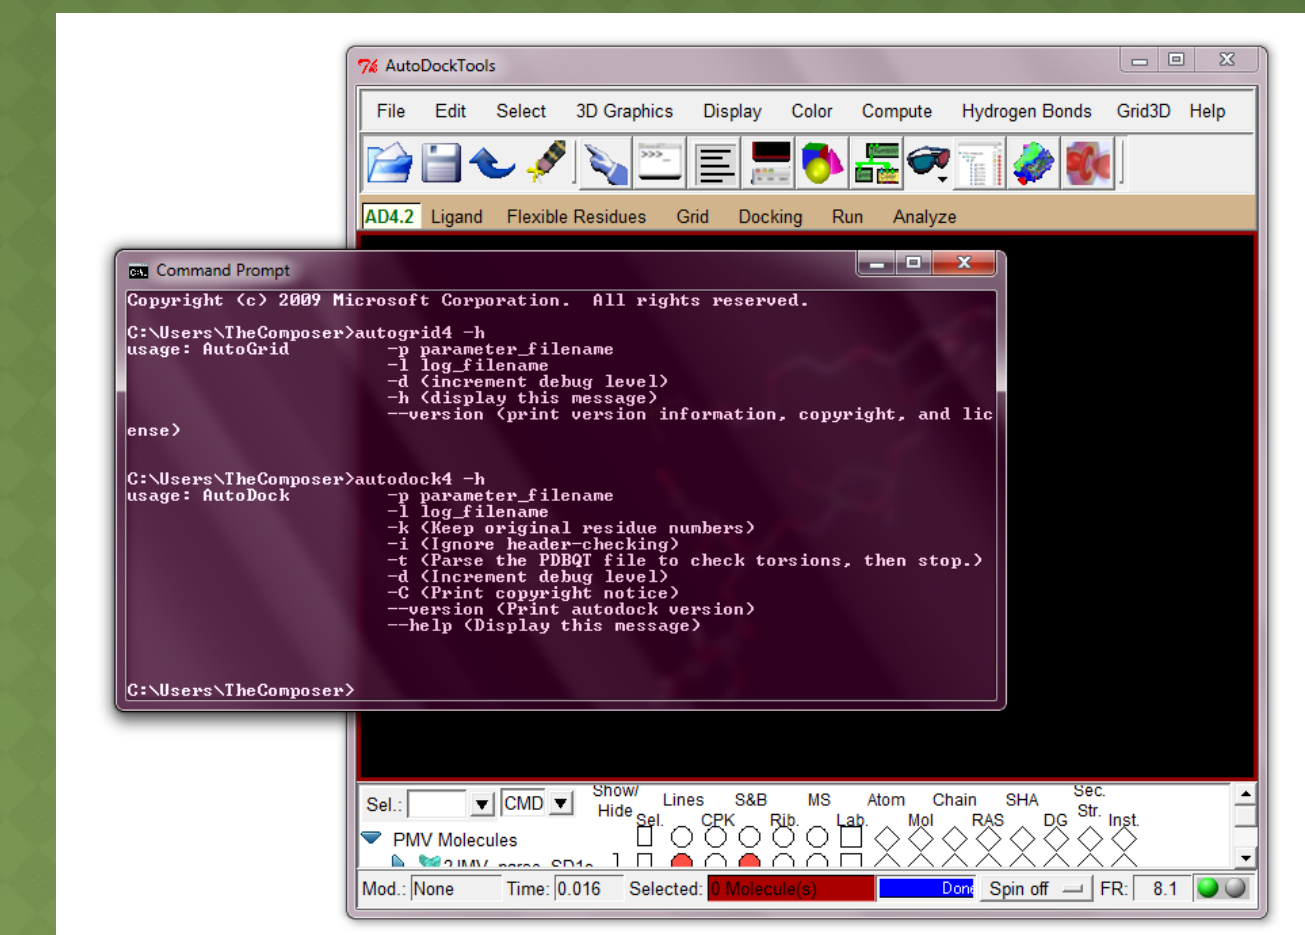 AutoDockTools
File Edit Select 3D Graphics Display Color Compute Hydrogen Bonds Grid3D Help
AD4.2 Ligand Flexible Residues Grid Docking Run Analyze
Command Prompt
Copyright (c) 2009 Microsoft Corporation.  All rights reserved.
C:\Users\TheComposer>autogrid4 -h
usage: AutoGrid -p parameter_filename
-l log_filename
-d (increment debug level)
-h (display this message)
--version (print version information, copyright, and lic
ense)
C:\Users\TheComposer>autodock4 -h
usage: AutoDock -p parameter_filename
-l log_filename
-k (Keep original residue numbers)
-i (Ignore header-checking)
-t (Parse the PDBQT file to check torsions, then stop.)
-d (Increment debug level)
-C (Print copyright notice)
--version (Print autodock version)
--help (Display this message)
C:\Users\TheComposer>
Sel.: CMD Show/ Hide Lines S&B MS Atom Chain SHA Sec. Str.
Sel. CPK Rib. Lab. Mol RAS DG Inst.
PMV Molecules
Mod.: None Time: 0.016 Selected: 0 Molecule(s) Done Spin off FR: 8.1